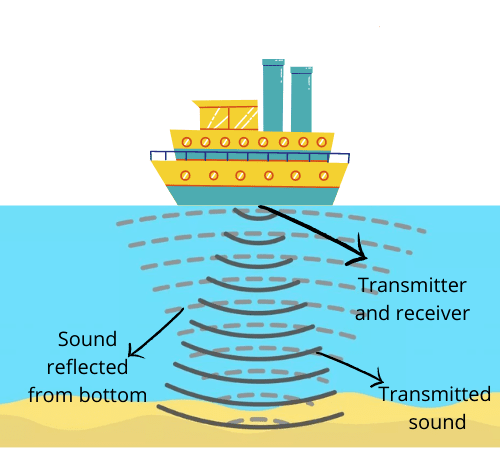 Transmitter
and receiver
Sound
reflected
from bottom
Transmitted
sound